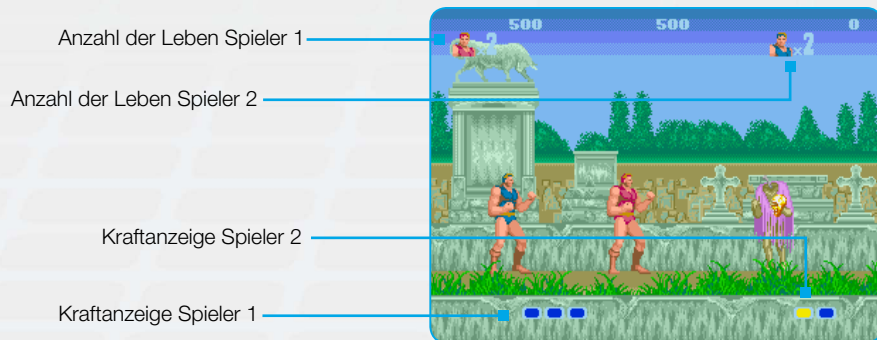 500 500 0
Anzahl der Leben Spieler 1
×2 ×2
Anzahl der Leben Spieler 2
Kraftanzeige Spieler 2
Kraftanzeige Spieler 1